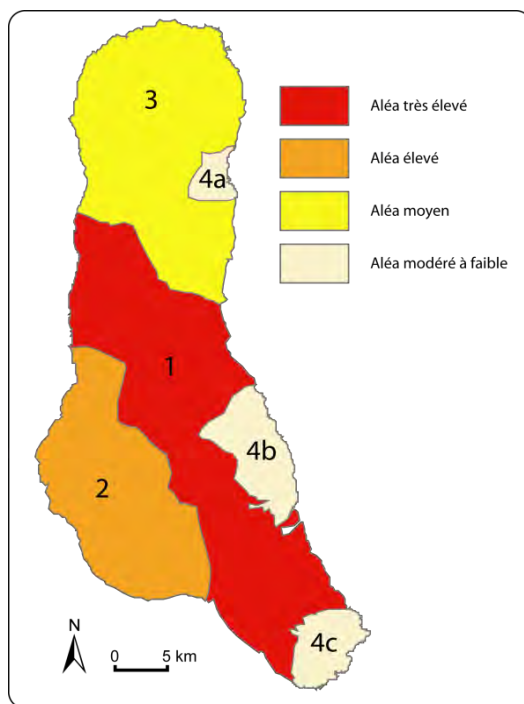 3
4a
1
4b
2
4c
N
0 5 km
Aléa très élevé
Aléa élevé
Aléa moyen
Aléa modéré à faible